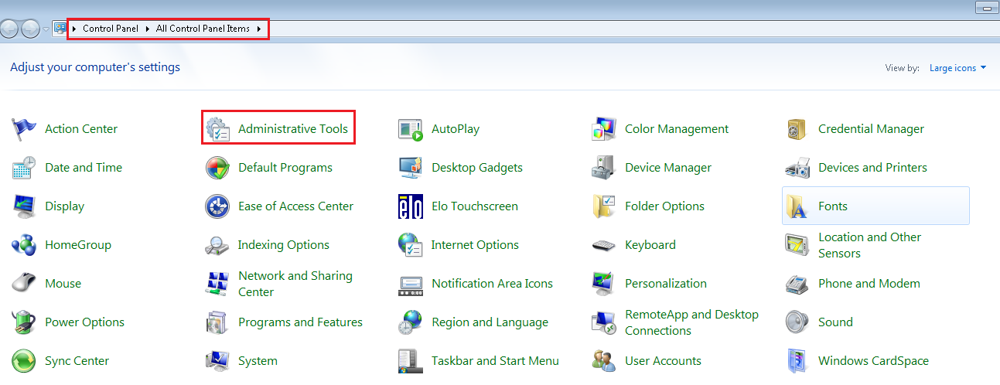 Control Panel All Control Panel Items
Adjust your computer's settings
View by: Large icons
Action Center
Administrative Tools
AutoPlay
Color Management
Credential Manager
Date and Time
Default Programs
Desktop Gadgets
Device Manager
Devices and Printers
Display
Ease of Access Center
elo
Elo Touchscreen
Folder Options
Fonts
HomeGroup
Indexing Options
Internet Options
Keyboard
Location and Other
Sensors
Mouse
Network and Sharing
Center
Notification Area Icons
Personalization
Phone and Modem
Power Options
Programs and Features
Region and Language
RemoteApp and Desktop
Connections
Sound
Sync Center
System
Taskbar and Start Menu
User Accounts
Windows CardSpace